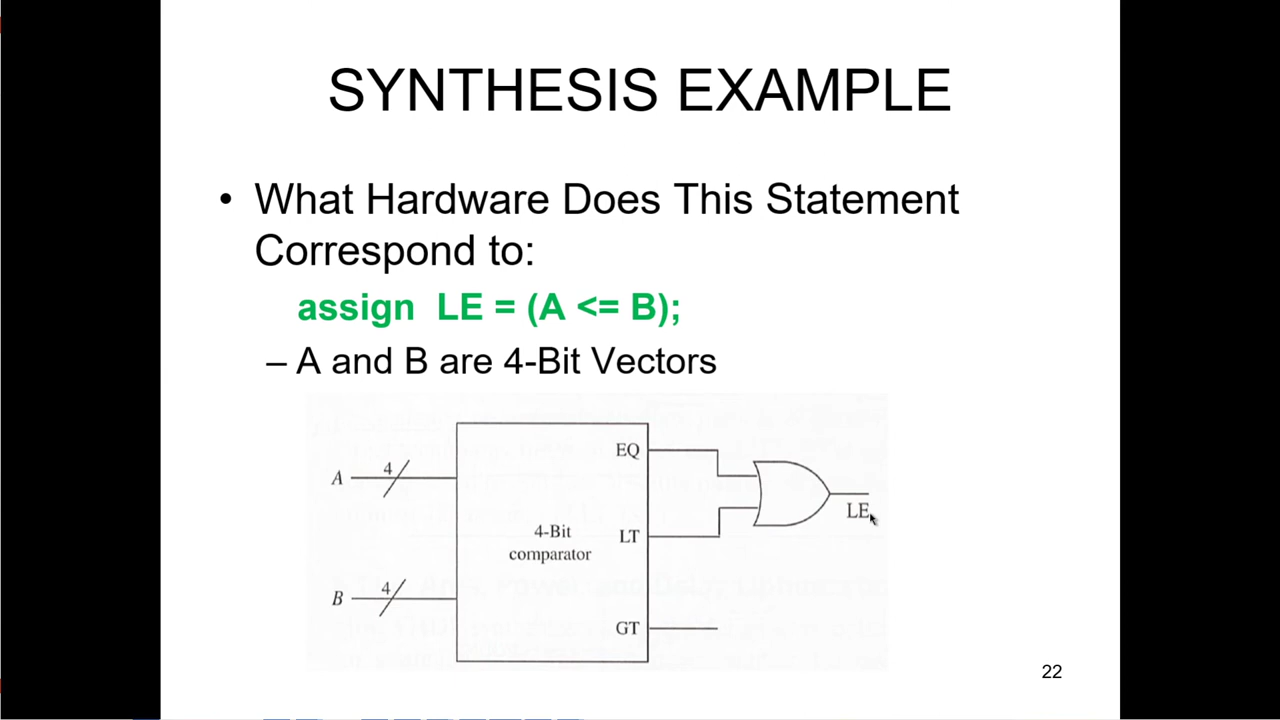 SYNTHESIS EXAMPLE
• What Hardware Does This Statement
Correspond to:
assign LE = (A <= B);
– A and B are 4-Bit Vectors
EQ
A
4
LE
4-Bit
comparator
LT
B
4
GT
22